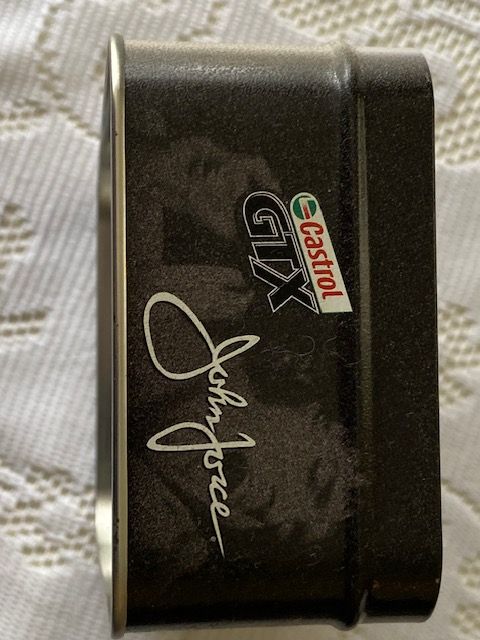 Castrol
GTX
John Force